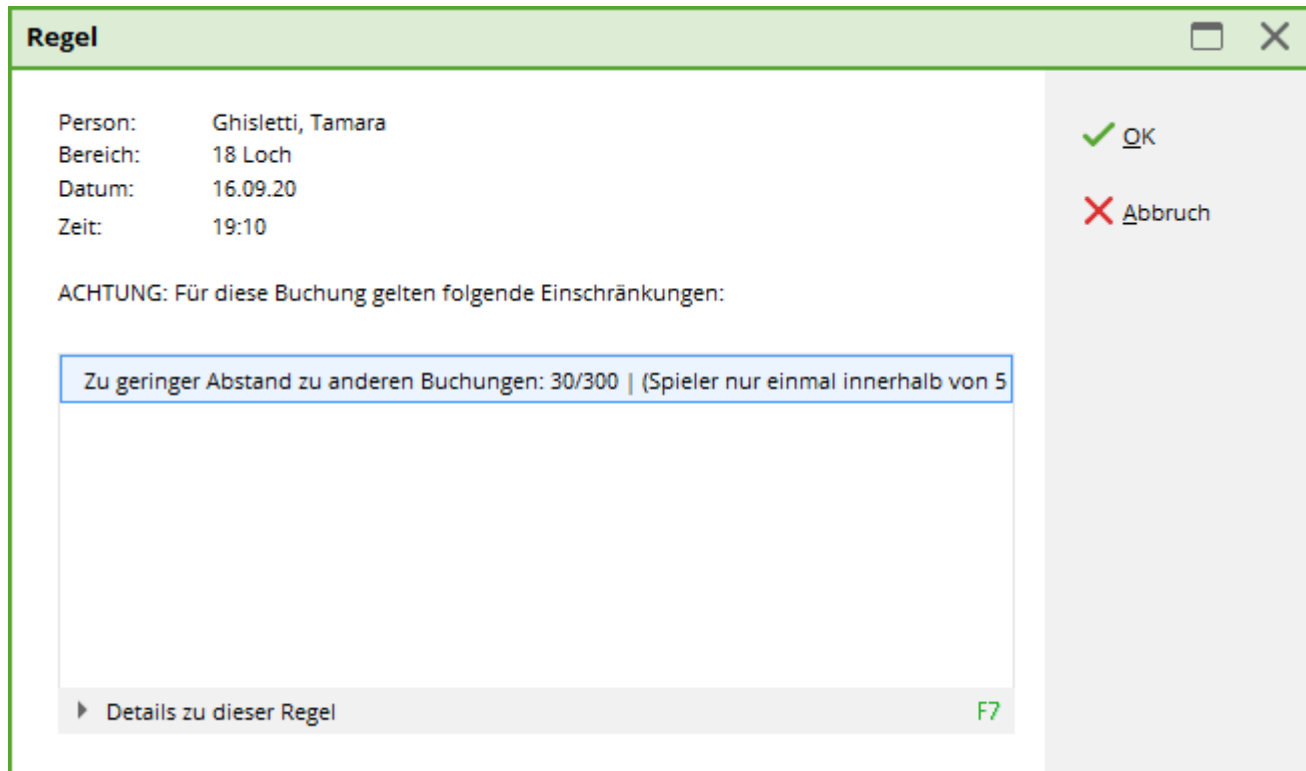 Regel
Person: Ghisletti, Tamara
Bereich: 18 Loch
Datum: 16.09.20
Zeit: 19:10
ACHTUNG: Für diese Buchung gelten folgende Einschränkungen:
Zu geringer Abstand zu anderen Buchungen: 30/300 | (Spieler nur einmal innerhalb von 5
Details zu dieser Regel F7
OK
Abbruch